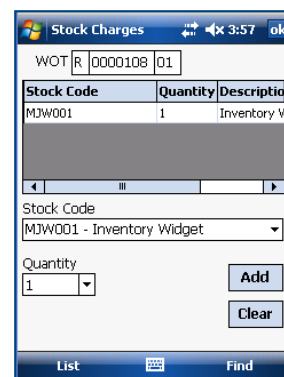 Stock Charges 3:57 ok
WOT R 0000108 01
Stock Code Quantity Descriptio
MJW001 1 Inventory W
Stock Code
MJW001 - Inventory Widget
Quantity
1
Add
Clear
List Find